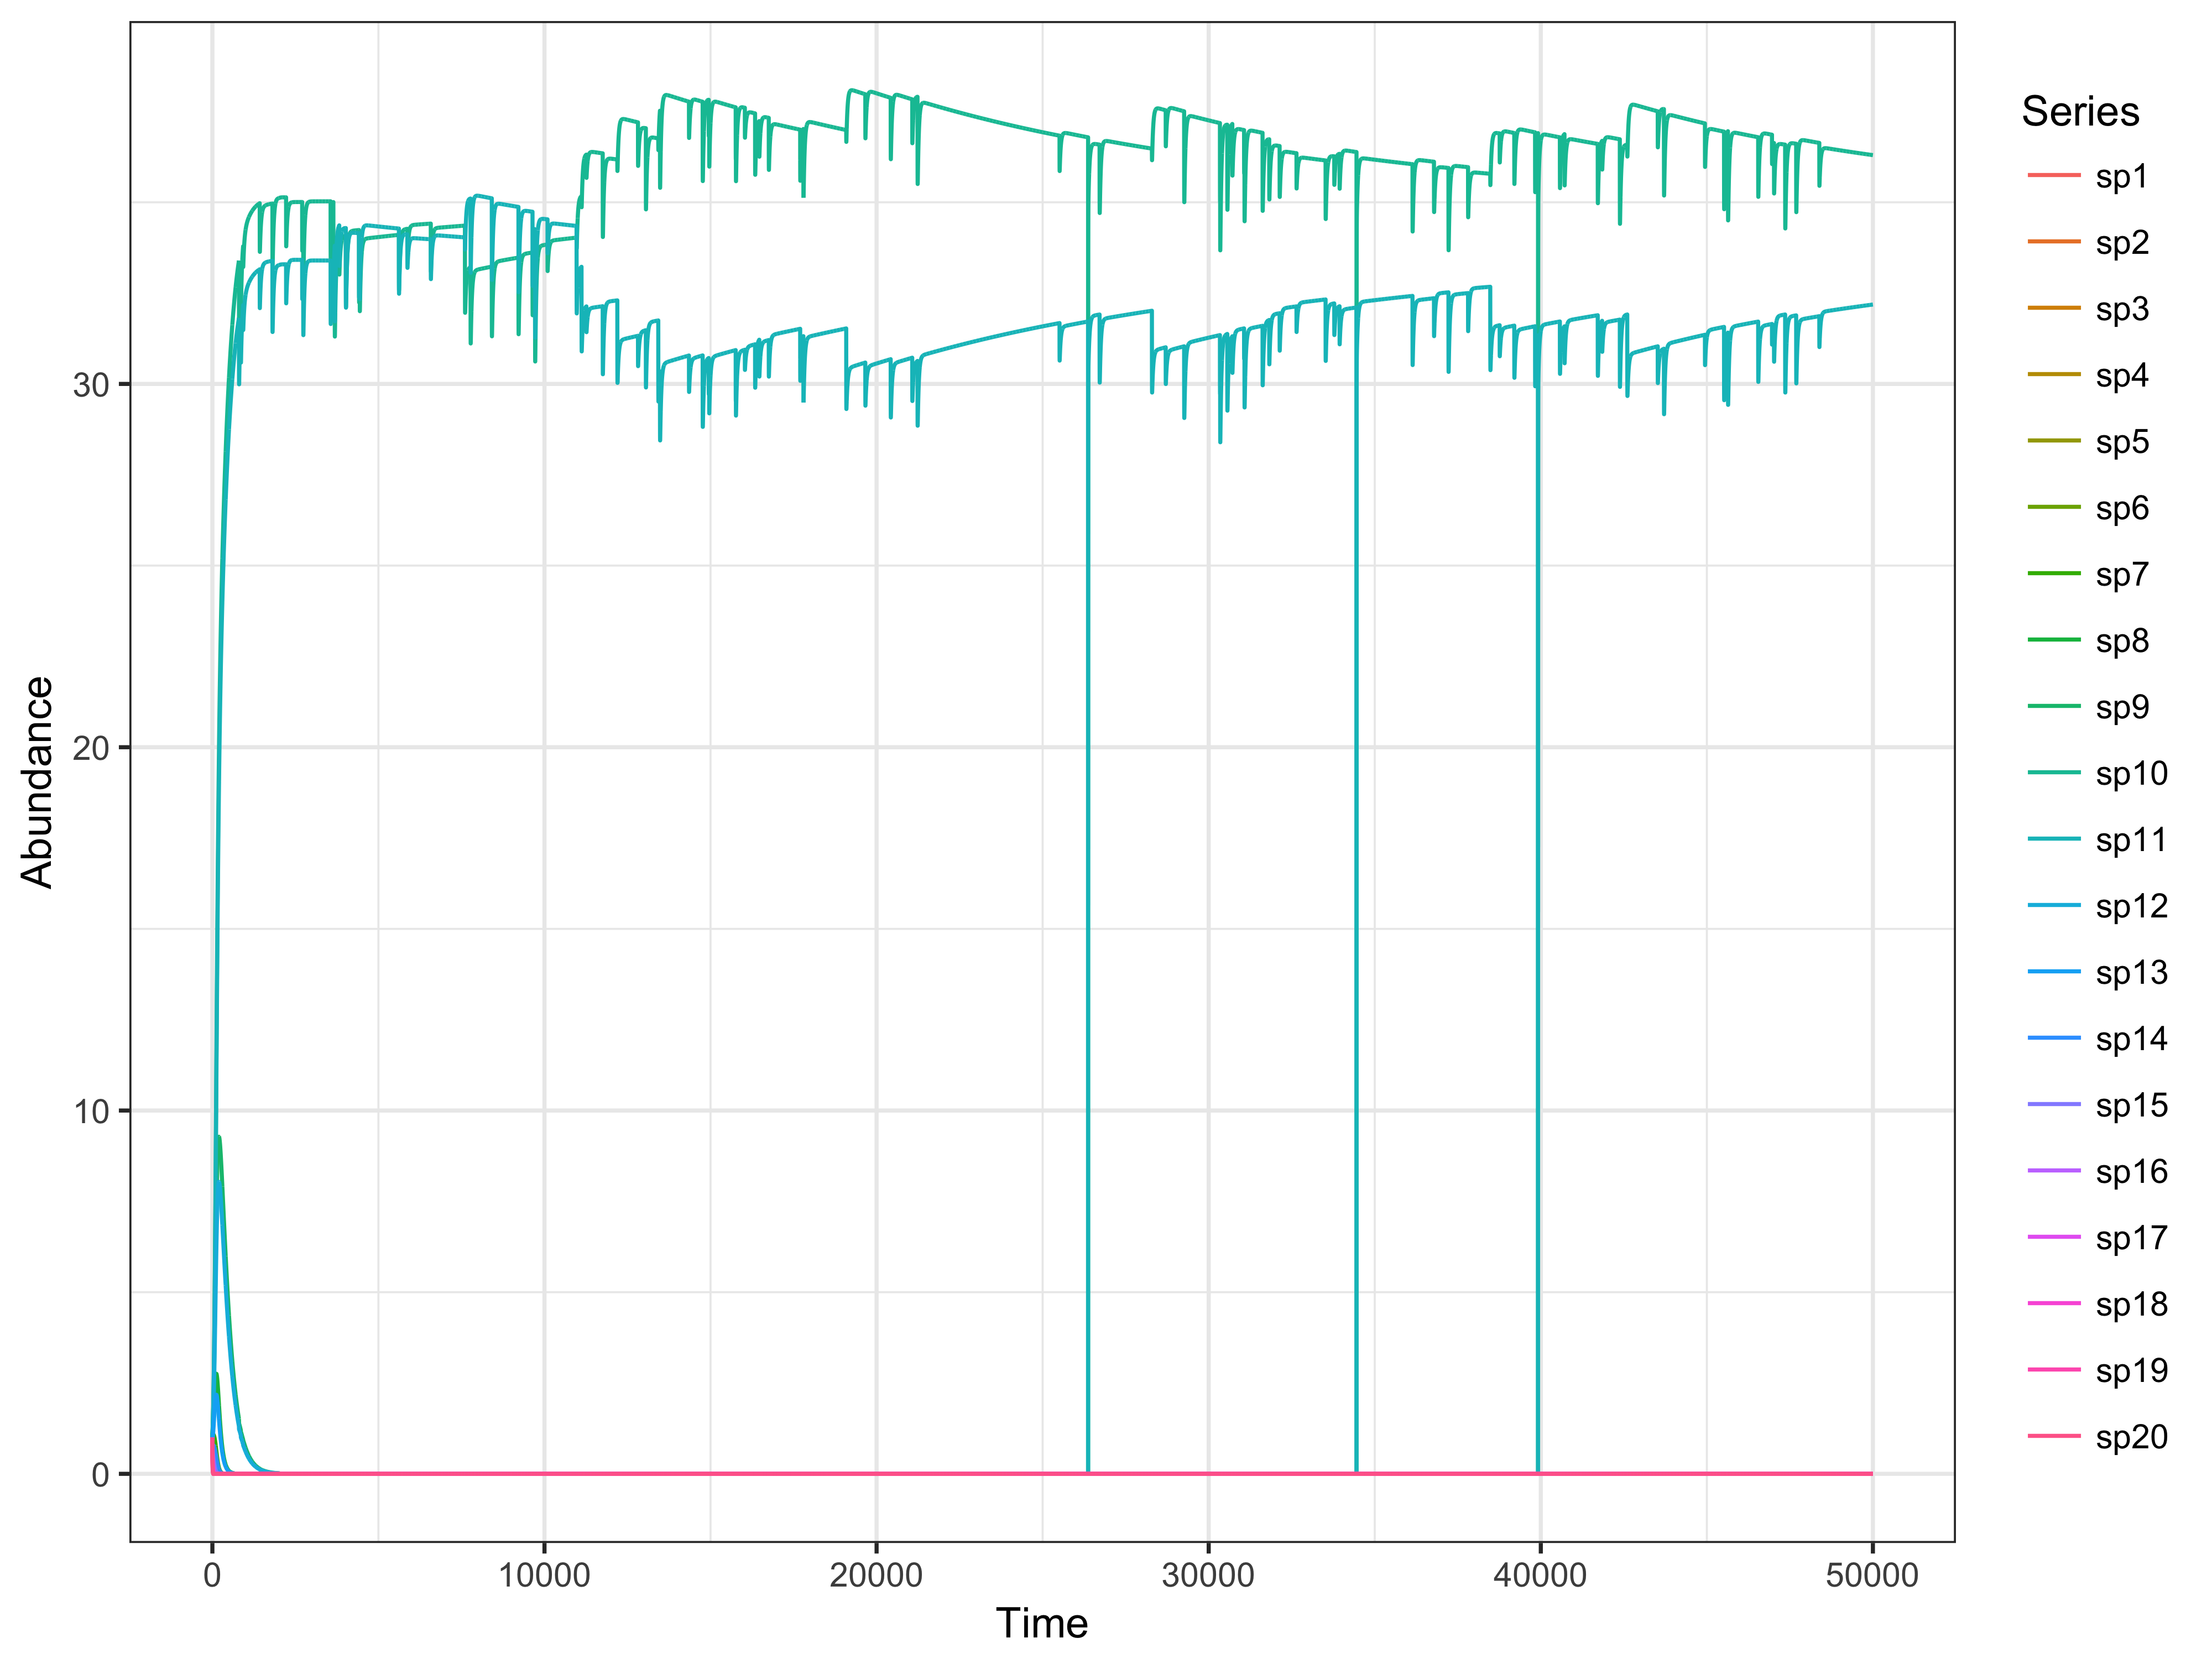 Abundance
30
20
10
0
0 10000 20000 30000 40000 50000
Time
Series
sp1
sp2
sp3
sp4
sp5
sp6
sp7
sp8
sp9
sp10
sp11
sp12
sp13
sp14
sp15
sp16
sp17
sp18
sp19
sp20